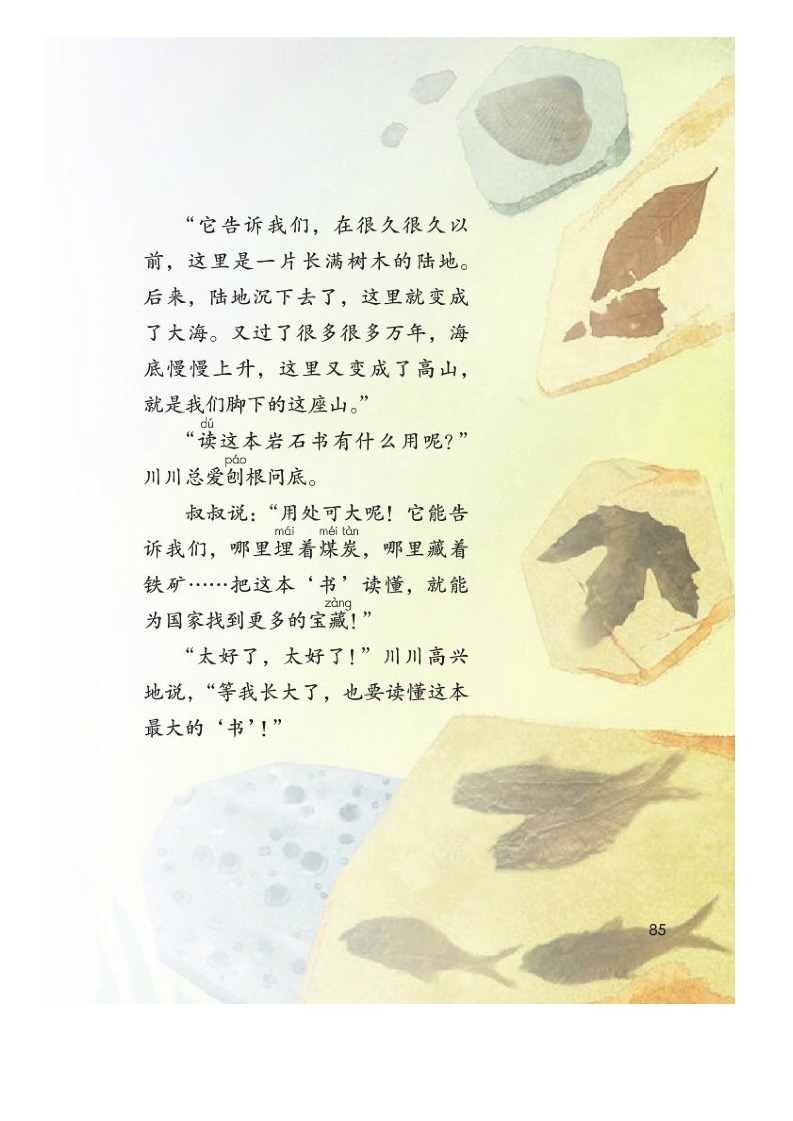 “它告诉我们，在很久很久以
前，这里是一片长满树木的陆地。
后来，陆地沉下去了，这里就变成
了大海。又过了很多很多万年，海
底慢慢上升，这里又变成了高山，
就是我们脚下的这座山。”
dú
“读这本岩石书有什么用呢？”
páo
川川总爱刨根问底。
叔叔说：“用处可大呢！它能告
mái méi tàn
诉我们，哪里埋着煤炭，哪里藏着
铁矿……把这本‘书’读懂，就能
zàng
为国家找到更多的宝藏！”
“太好了，太好了！”川川高兴
地说，“等我长大了，也要读懂这本
最大的‘书’！”
85